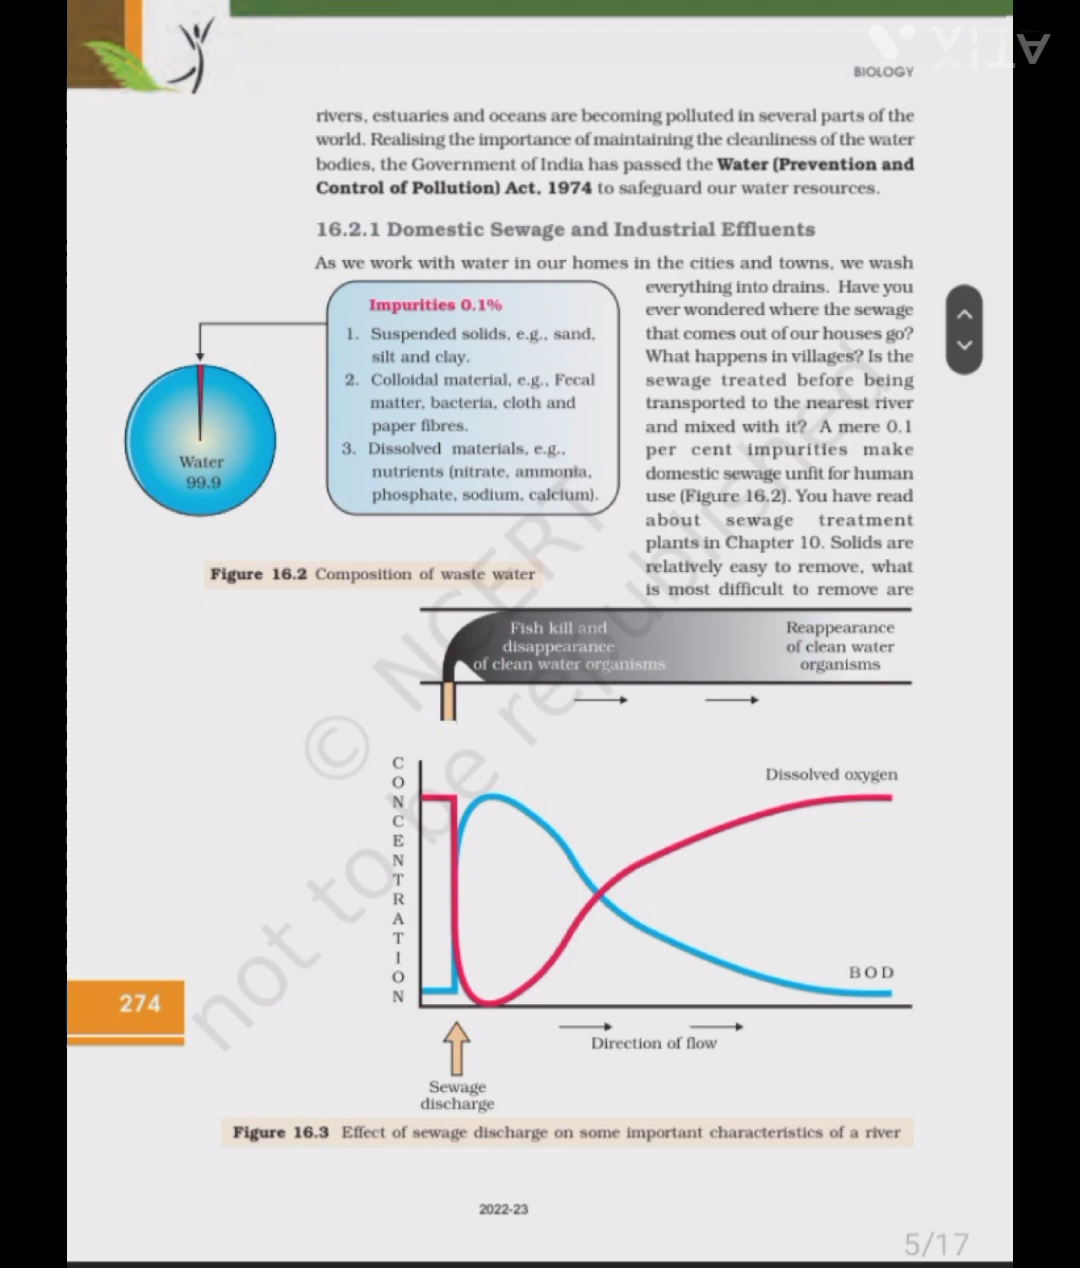 BIOLOGY
rivers, estuaries and oceans are becoming polluted in several parts of the
world. Realising the importance of maintaining the cleanliness of the water
bodies, the Government of India has passed the Water (Prevention and
Control of Pollution) Act, 1974 to safeguard our water resources.
16.2.1 Domestic Sewage and Industrial Effluents
As we work with water in our homes in the cities and towns, we wash
everything into drains. Have you
ever wondered where the sewage
that comes out of our houses go?
What happens in villages? Is the
sewage treated before being
transported to the nearest river
and mixed with it? A mere 0.1
per cent impurities make
domestic sewage unfit for human
use (Figure 16.2). You have read
about sewage treatment
plants in Chapter 10. Solids are
relatively easy to remove, what
is most difficult to remove are
Impurities 0.1%
1. Suspended solids, e.g., sand,
silt and clay.
2. Colloidal material, e.g., Fecal
matter, bacteria, cloth and
paper fibres.
3. Dissolved materials, e.g.,
nutrients (nitrate, ammonia,
phosphate, sodium, calcium).
Water
99.9
Figure 16.2 Composition of waste water
Fish kill and
disappearance
of clean water organisms
Reappearance
of clean water
organisms
CONCENTRATION
Dissolved oxygen
BOD
Direction of flow
Sewage
discharge
Figure 16.3 Effect of sewage discharge on some important characteristics of a river
274
2022-23
5/17
© NCERT
not to be republished